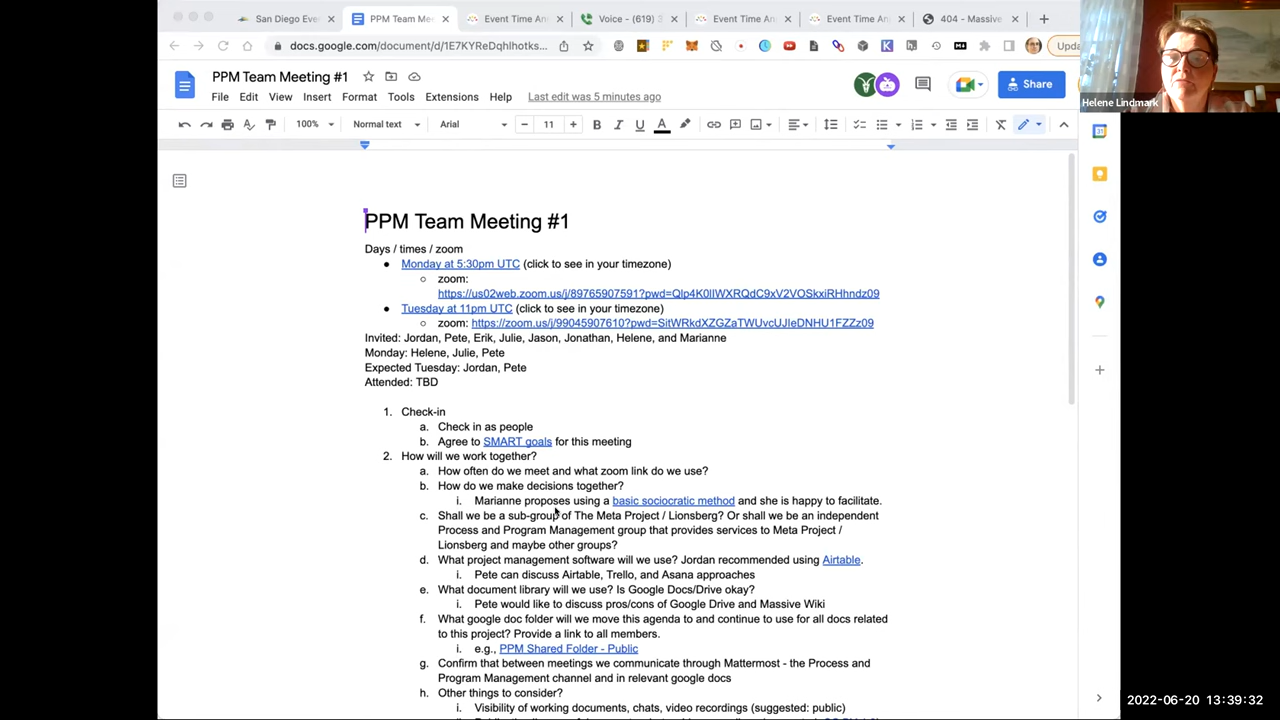 San Diego Eve
PPM Team Me
Event Time An
Voice - (619) 3
Event Time An
Event Time An
404 - Massive
docs.google.com/document/d/1E7KYReDqhlhotks...
Upda
PPM Team Meeting #1
File Edit View Insert Format Tools Extensions Help Last edit was 5 minutes ago
Share
Helene Lindmark
100% Normal text Arial 11
PPM Team Meeting #1
Days / times / zoom
Monday at 5:30pm UTC (click to see in your timezone)
zoom:
https://us02web.zoom.us/j/89765907591?pwd=Qlp4K0lIWXRQdC9xV2VOSkxiRHhndz09
Tuesday at 11pm UTC (click to see in your timezone)
zoom: https://zoom.us/j/99045907610?pwd=SitWRkdXZGZaTWUvcUJIeDNHU1FZZz09
Invited: Jordan, Pete, Erik, Julie, Jason, Jonathan, Helene, and Marianne
Monday: Helene, Julie, Pete
Expected Tuesday: Jordan, Pete
Attended: TBD
1. Check-in
a. Check in as people
b. Agree to SMART goals for this meeting
2. How will we work together?
a. How often do we meet and what zoom link do we use?
b. How do we make decisions together?
i. Marianne proposes using a basic sociocratic method and she is happy to facilitate.
c. Shall we be a sub-group of The Meta Project / Lionsberg? Or shall we be an independent
Process and Program Management group that provides services to Meta Project /
Lionsberg and maybe other groups?
d. What project management software will we use? Jordan recommended using Airtable.
i. Pete can discuss Airtable, Trello, and Asana approaches
e. What document library will we use? Is Google Docs/Drive okay?
i. Pete would like to discuss pros/cons of Google Drive and Massive Wiki
f. What google doc folder will we move this agenda to and continue to use for all docs related
to this project? Provide a link to all members.
i. e.g., PPM Shared Folder - Public
g. Confirm that between meetings we communicate through Mattermost - the Process and
Program Management channel and in relevant google docs
h. Other things to consider?
i. Visibility of working documents, chats, video recordings (suggested: public)
2022-06-20 13:39:32